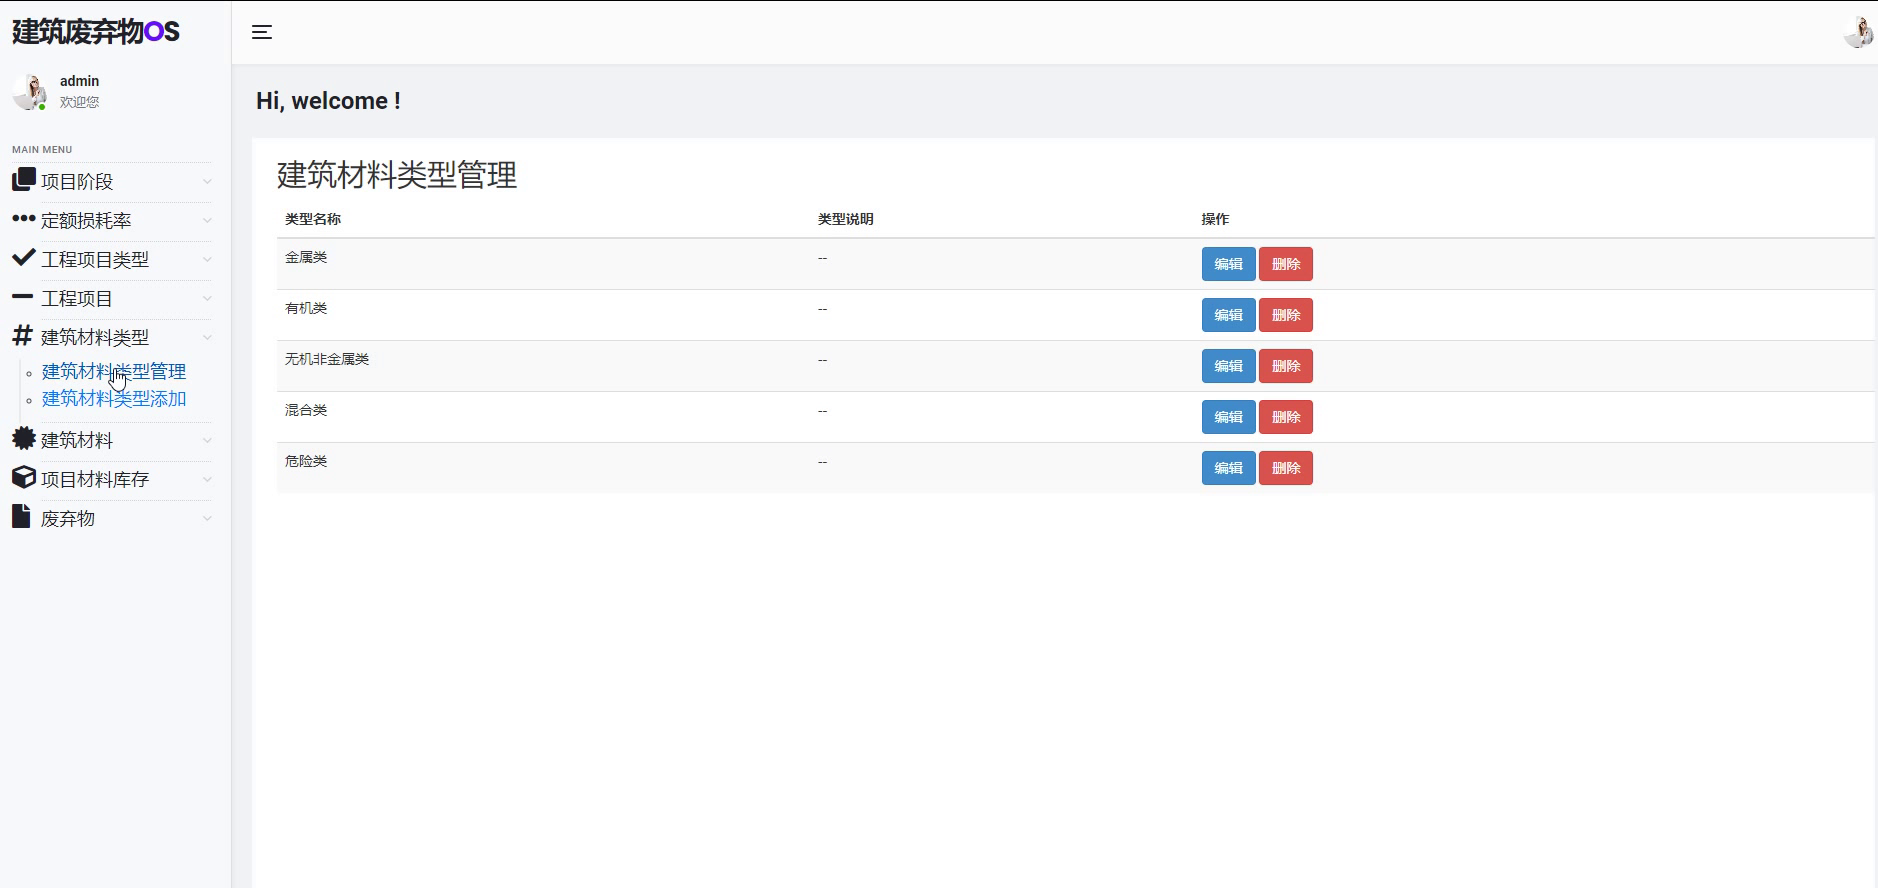 建筑废弃物OS
admin
欢迎您
MAIN MENU
项目阶段
定额损耗率
工程项目类型
工程项目
建筑材料类型
建筑材料类型管理
建筑材料类型添加
建筑材料
项目材料库存
废弃物
Hi, welcome !
建筑材料类型管理
类型名称 类型说明 操作
金属类 -- 编辑 删除
有机类 -- 编辑 删除
无机非金属类 -- 编辑 删除
混合类 -- 编辑 删除
危险类 -- 编辑 删除